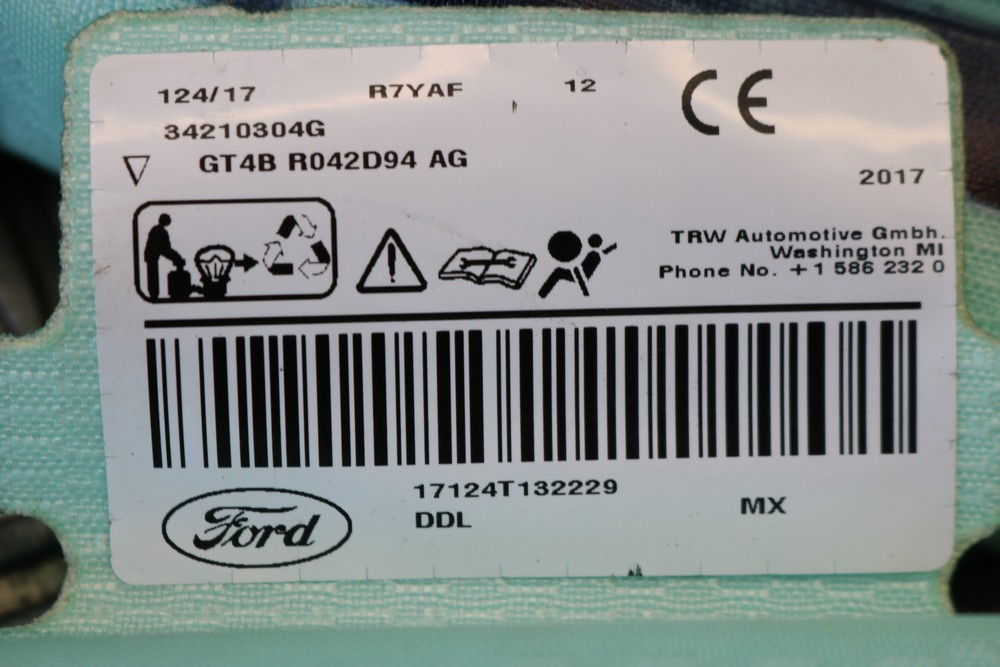 124/17 R7YAF 12 CE
34210304G
GT4B R042D94 AG
2017
TRW Automotive Gmbh.
Washington MI
Phone No. +1 586 232 0
17124T132229
DDL MX
Ford